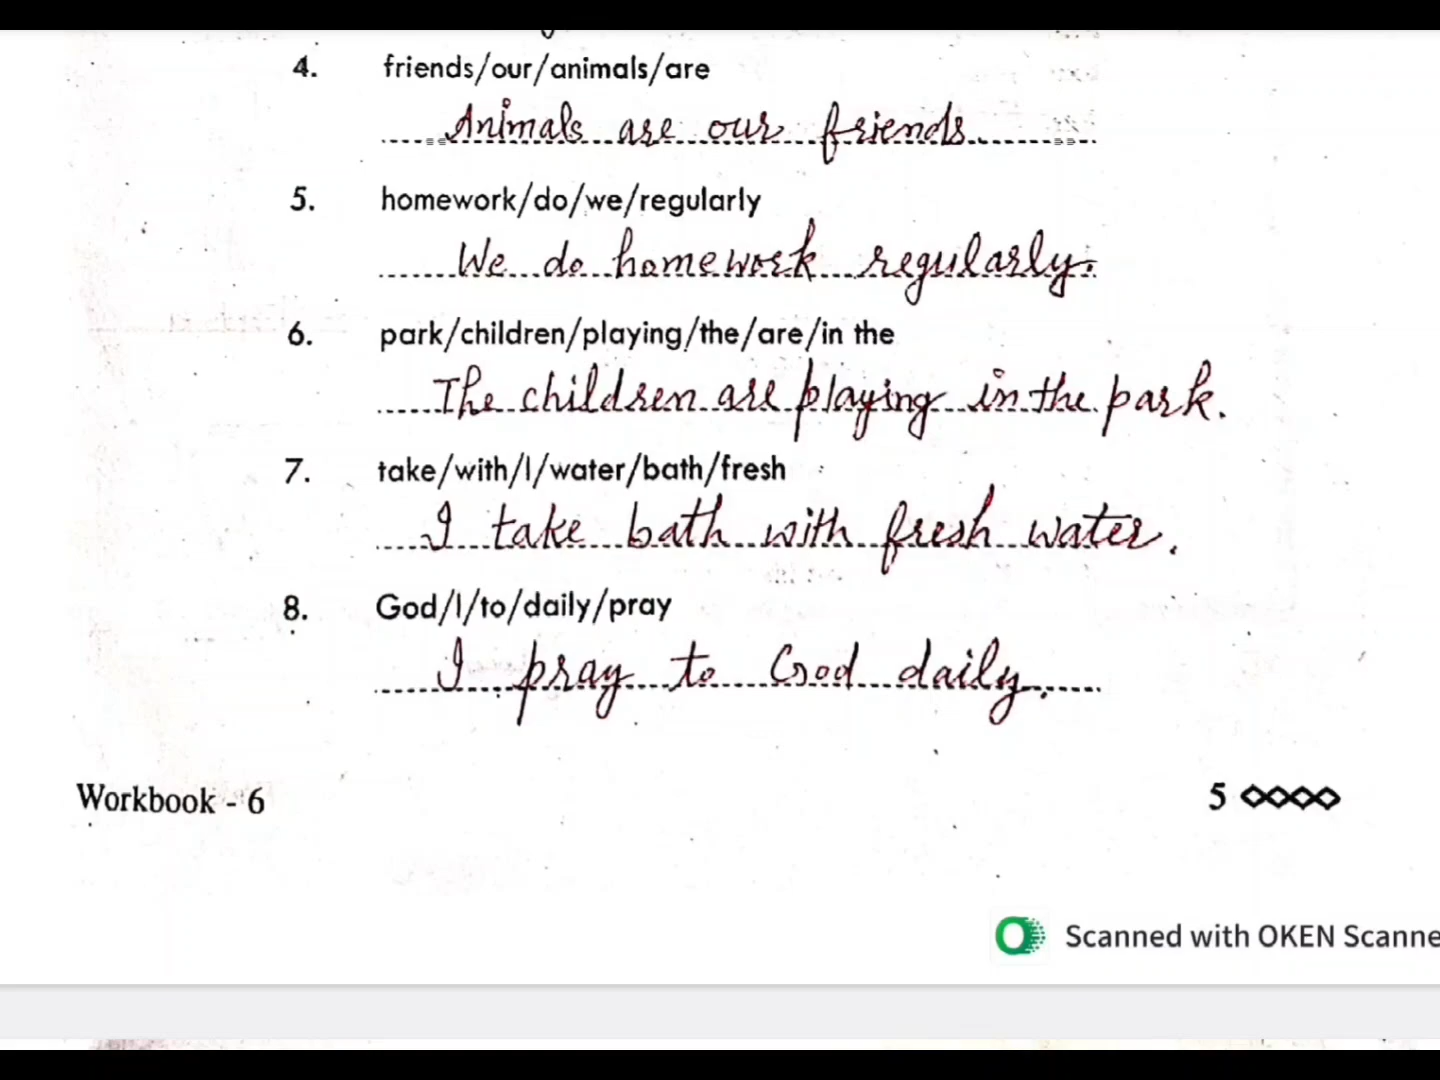 4. friends/our/animals/are
Animals are our friends.
5. homework/do/we/regularly
We do homework regularly.
6. park/children/playing/the/are/in the
The children are playing in the park.
7. take/with/I/water/bath/fresh
I take bath with fresh water.
8. God/I/to/daily/pray
I pray to God daily.
Workbook - 6 5
Scanned with OKEN Scanne